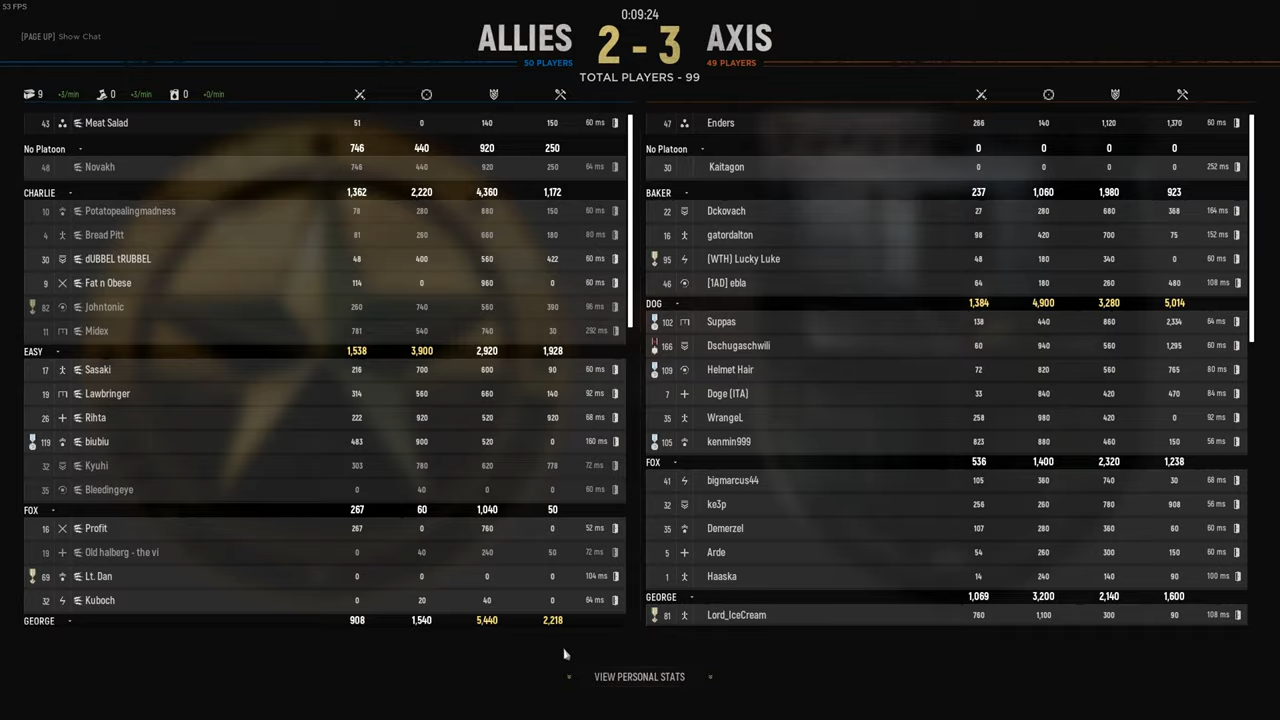 53 FPS
0:09:24
[PAGE UP] Show Chat
ALLIES 2 - 3 AXIS
50 PLAYERS 49 PLAYERS
TOTAL PLAYERS - 99
9 +3/min 0 +3/min 0 +0/min
43 Meat Salad 51 0 140 150 60 ms
No Platoon - 746 440 920 250
48 Novakh 746 440 920 250 64 ms
CHARLIE - 1,362 2,220 4,360 1,172
10 Potatopealingmadness 78 280 880 150 60 ms
4 Bread Pitt 81 260 660 180 80 ms
30 dUBBEL tRUBBEL 48 400 560 422 60 ms
9 Fat n Obese 114 0 960 390 60 ms
82 Johntonic 260 740 560 0 96 ms
11 Midex 781 540 740 30 292 ms
EASY - 1,538 3,900 2,920 1,928
17 Sasaki 216 700 600 90 60 ms
19 Lawbringer 314 560 660 140 92 ms
26 Rihta 222 920 520 920 68 ms
119 biubiu 483 900 520 0 160 ms
32 Kyuhi 303 780 620 778 72 ms
35 Bleedingeye 0 40 0 0 60 ms
FOX - 267 60 1,040 50
16 Profit 267 0 760 0 52 ms
19 Old halberg - the vi 0 40 240 50 72 ms
69 Lt. Dan 0 0 0 0 104 ms
32 Kuboch 0 20 40 0 64 ms
GEORGE - 908 1,540 5,440 2,218
47 Enders 266 140 1,120 1,370 60 ms
No Platoon - 0 0 0 0
30 Kaitagon 0 0 0 0 252 ms
BAKER - 237 1,060 1,980 923
22 Dckovach 27 280 680 368 164 ms
16 gatordalton 98 420 700 75 152 ms
95 (WTH) Lucky Luke 48 180 340 0 60 ms
46 [1AD] ebla 64 180 260 480 108 ms
DOG - 1,384 4,900 3,280 5,014
102 Suppas 138 440 860 2,334 64 ms
166 Dschugaschwili 60 940 560 1,295 60 ms
109 Helmet Hair 72 820 560 765 80 ms
7 Doge (ITA) 33 840 420 470 84 ms
35 WrangeL 258 980 420 0 92 ms
105 kenmin999 823 880 460 150 56 ms
FOX - 536 1,400 2,320 1,238
41 bigmarcus44 105 360 740 30 68 ms
32 ke3p 256 260 780 908 56 ms
35 Demerzel 107 280 360 60 60 ms
5 Arde 54 260 300 150 60 ms
1 Haaska 14 240 140 90 100 ms
GEORGE - 1,069 3,200 2,140 1,600
81 Lord_IceCream 760 1,100 300 90 108 ms
VIEW PERSONAL STATS